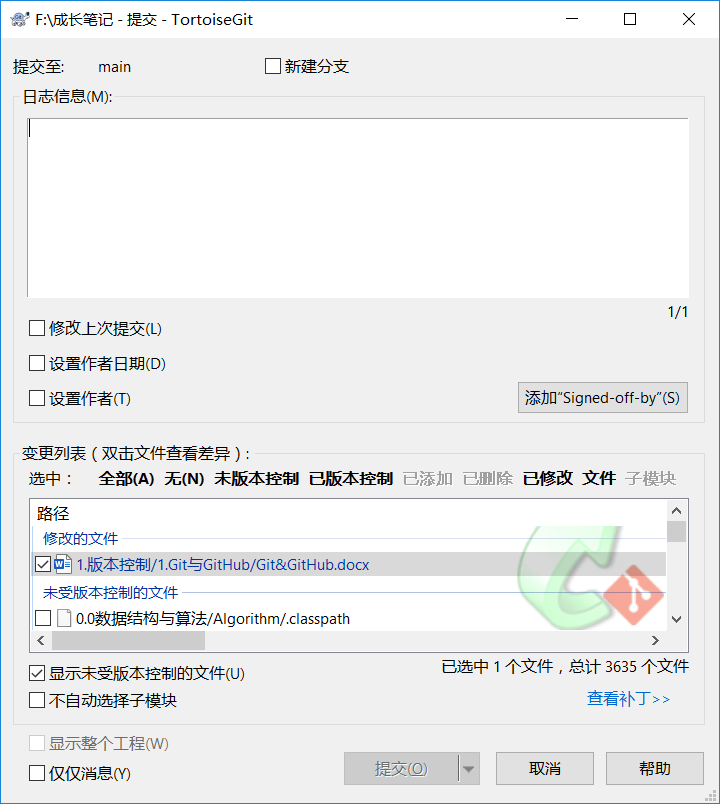 F:\成长笔记 - 提交 - TortoiseGit
提交至: main 新建分支
日志信息(M):
1/1
修改上次提交(L)
设置作者日期(D)
设置作者(T) 添加"Signed-off-by"(S)
变更列表（双击文件查看差异）:
选中： 全部(A) 无(N) 未版本控制 已版本控制 已添加 已删除 已修改 文件 子模块
路径
修改的文件
1.版本控制/1.Git与GitHub/Git&GitHub.docx
未受版本控制的文件
0.0数据结构与算法/Algorithm/.classpath
显示未受版本控制的文件(U) 已选中 1 个文件，总计 3635 个文件
不自动选择子模块 查看补丁>>
显示整个工程(W)
仅仅消息(Y) 提交(O) 取消 帮助